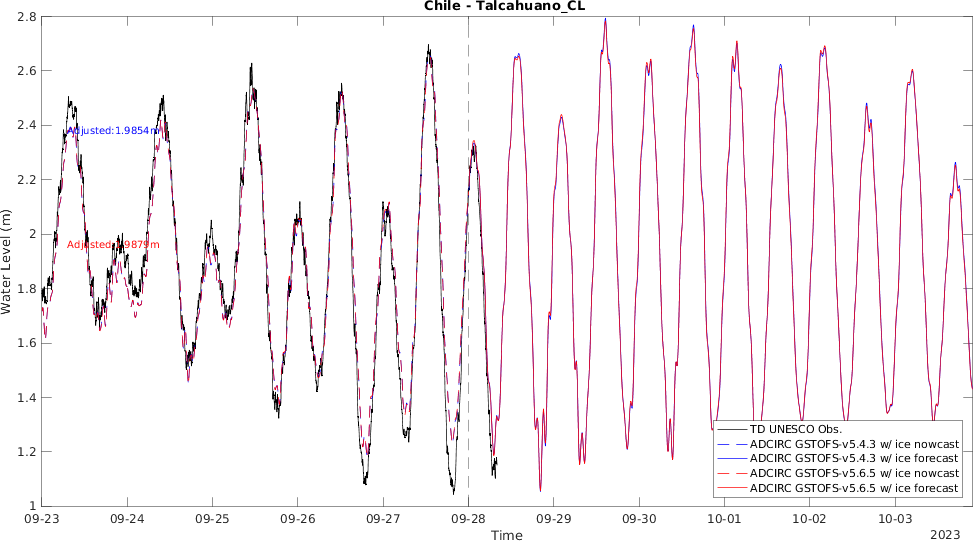 Chile - Talcahuano_CL
Water Level (m)
2.8
2.6
2.4
2.2
2
1.8
1.6
1.4
1.2
1
Adjusted:1.9854m
Adjusted:1.9879m
TD UNESCO Obs.
ADCIRC GSTOFS-v5.4.3 w/ ice nowcast
ADCIRC GSTOFS-v5.4.3 w/ ice forecast
ADCIRC GSTOFS-v5.6.5 w/ ice nowcast
ADCIRC GSTOFS-v5.6.5 w/ ice forecast
09-23 09-24 09-25 09-26 09-27 09-28 09-29 09-30 10-01 10-02 10-03
Time
2023